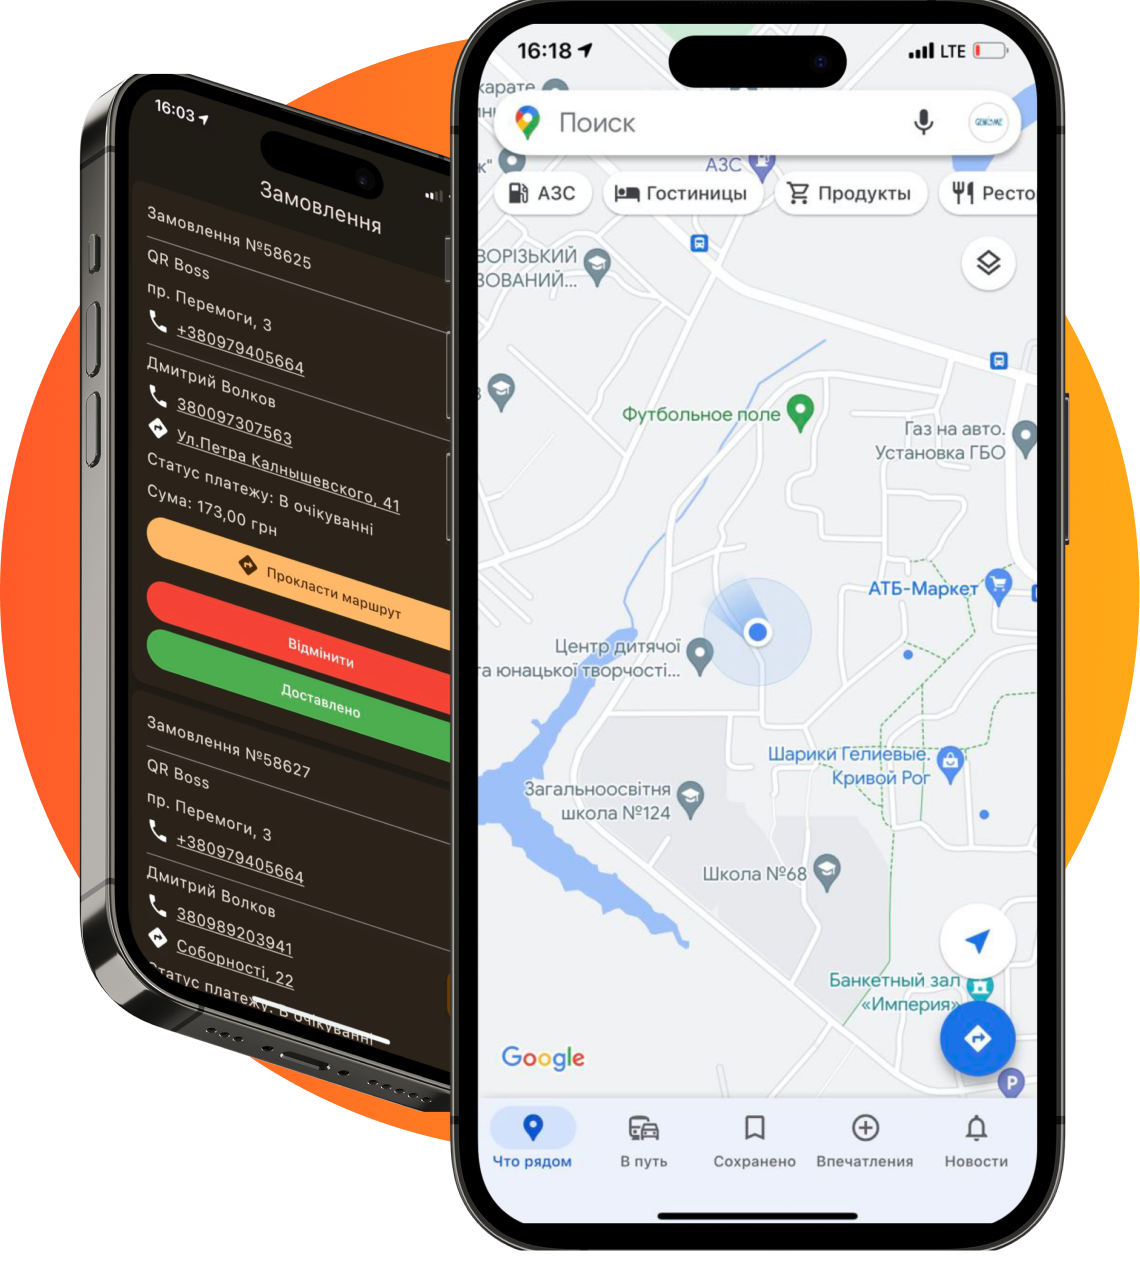 16:03
Замовлення
Замовлення №58625
QR Boss
пр. Перемоги, 3
+380979405664
Дмитрий Волков
380097307563
Ул.Петра Калнышевского, 41
Статус платежу: В очікуванні
Сума: 173,00 грн
Прокласти маршрут
Відмінити
Доставлено
Замовлення №58627
QR Boss
пр. Перемоги, 3
+380979405664
Дмитрий Волков
380989203941
Соборності, 22
Статус платежу: В очікуванні
16:18
LTE
карате
Поиск
GENOME
АЗС
АЗС
Гостиницы
Продукты
Ресто
ВОРІЗЬКИЙ
ЗОВАНИЙ...
Футбольное поле
Газ на авто.
Установка ГБО
АТБ-Маркет
Центр дитячої
та юнацької творчості...
Шарики Гелиевые.
Кривой Рог
Загальноосвітня
школа №124
Школа №68
Банкетный зал
«Империя»
Google
P
Что рядом
В путь
Сохранено
Впечатления
Новости